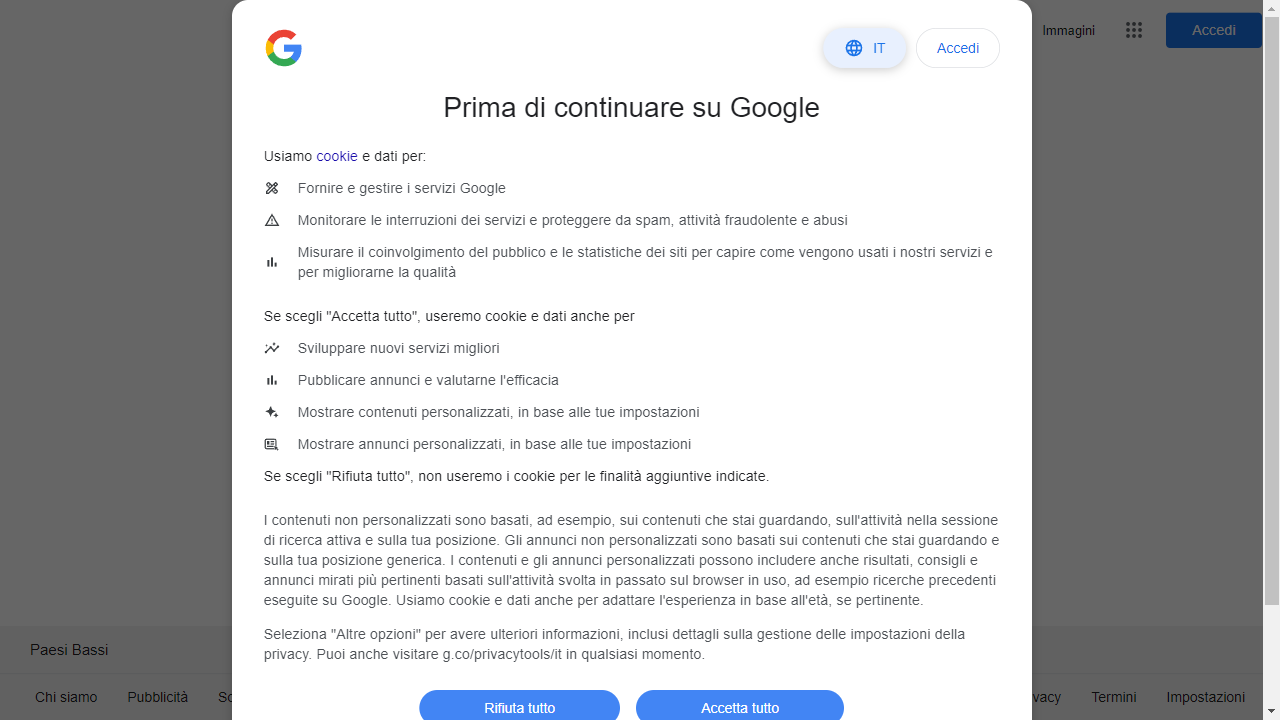 Immagini
Accedi
IT
Accedi
Prima di continuare su Google
Usiamo cookie e dati per:
Fornire e gestire i servizi Google
Monitorare le interruzioni dei servizi e proteggere da spam, attività fraudolente e abusi
Misurare il coinvolgimento del pubblico e le statistiche dei siti per capire come vengono usati i nostri servizi e
per migliorarne la qualità
Se scegli "Accetta tutto", useremo cookie e dati anche per
Sviluppare nuovi servizi migliori
Pubblicare annunci e valutarne l'efficacia
Mostrare contenuti personalizzati, in base alle tue impostazioni
Mostrare annunci personalizzati, in base alle tue impostazioni
Se scegli "Rifiuta tutto", non useremo i cookie per le finalità aggiuntive indicate.
I contenuti non personalizzati sono basati, ad esempio, sui contenuti che stai guardando, sull'attività nella sessione
di ricerca attiva e sulla tua posizione. Gli annunci non personalizzati sono basati sui contenuti che stai guardando e
sulla tua posizione generica. I contenuti e gli annunci personalizzati possono includere anche risultati, consigli e
annunci mirati più pertinenti basati sull'attività svolta in passato sul browser in uso, ad esempio ricerche precedenti
eseguite su Google. Usiamo cookie e dati anche per adattare l'esperienza in base all'età, se pertinente.
Seleziona "Altre opzioni" per avere ulteriori informazioni, inclusi dettagli sulla gestione delle impostazioni della
privacy. Puoi anche visitare g.co/privacytools/it in qualsiasi momento.
Paesi Bassi
Rifiuta tutto
Accetta tutto
Chi siamo
Pubblicità
Termini
Impostazioni